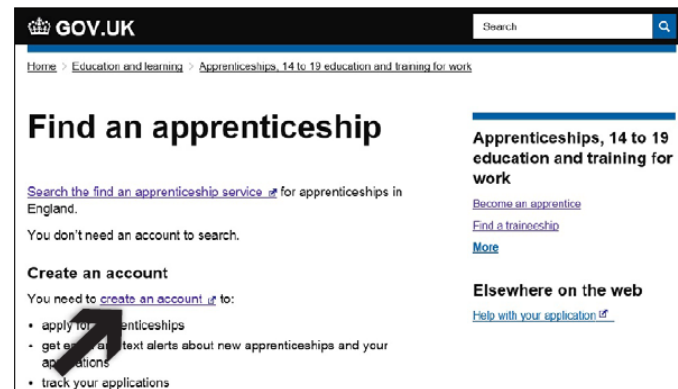 GOV.UK
Search
Home > Education and learning > Apprenticeships, 14 to 19 education and training for work
Find an apprenticeship
Search the find an apprenticeship service for apprenticeships in
England.
You don't need an account to search.
Create an account
You need to create an account to:
• apply for enticeships
• get e a text alerts about new apprenticeships and your
ap ations
• track your applications
Apprenticeships, 14 to 19
education and training for
work
Become an apprentice
Find a traineeship
More
Elsewhere on the web
Help with your application